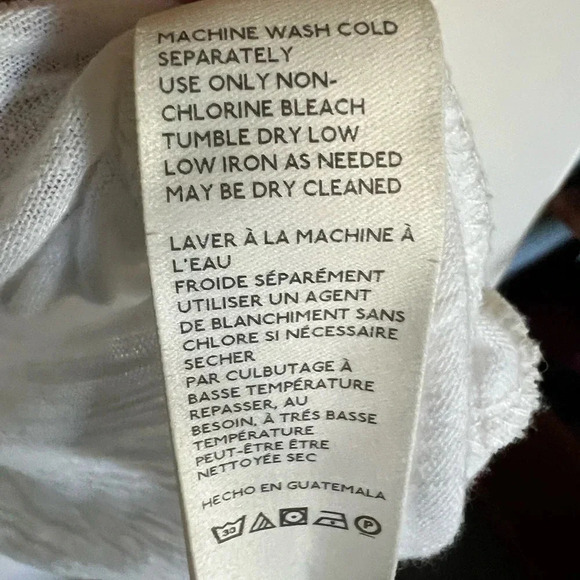 MACHINE WASH COLD
SEPARATELY
USE ONLY NON-
CHLORINE BLEACH
TUMBLE DRY LOW
LOW IRON AS NEEDED
MAY BE DRY CLEANED
LAVER À LA MACHINE À
L'EAU
FROIDE SÉPARÉMENT
UTILISER UN AGENT
DE BLANCHIMENT SANS
CHLORE SI NÉCESSAIRE
SECHER
PAR CULBUTAGE À
BASSE TEMPÉRATURE
REPASSER, AU
BESOIN, À TRÉS BASSE
TEMPÉRATURE
PEUT-ÊTRE ÊTRE
NETTOYÉE SEC
HECHO EN GUATEMALA
30 P